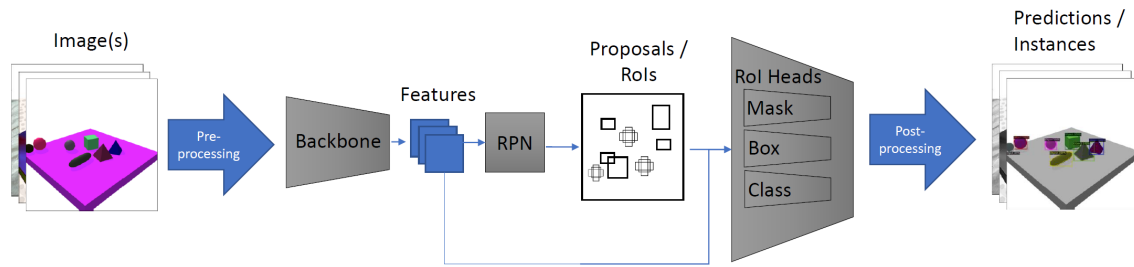 Image(s)
Pre-
processing
Backbone
Features
RPN
Proposals /
RoIs
RoI Heads
Mask
Box
Class
Post-
processing
Predictions /
Instances